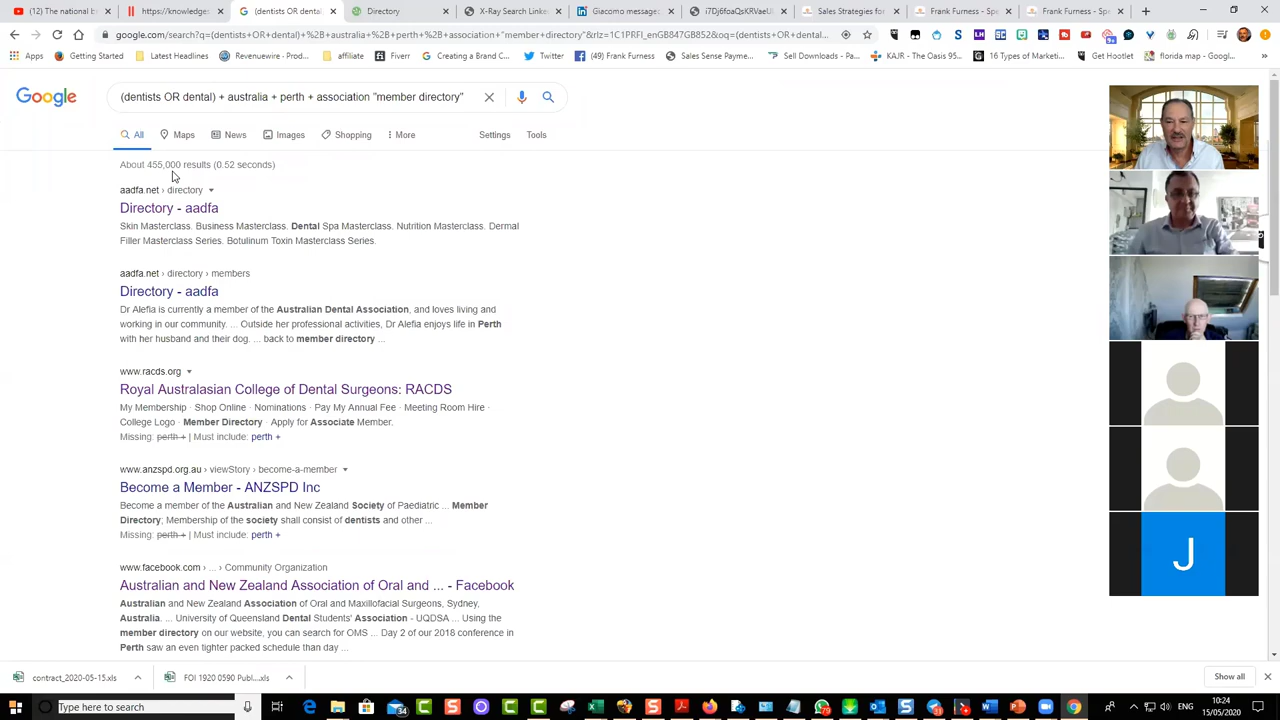 (12) The national b
https://knowledge
(dentists OR dental
Directory
X-Ray Search Linke
Giacomo message
i7Dj6foaQsKRVaeU
Sales Strategies fo
Frank Furness - Sp
Frank Furness - Sp
google.com/search?q=(dentists+OR+dental)+%2B+australia+%2B+perth+%2B+association+"member+directory"&rlz=1C1PRFI_enGB847GB852&oq=(dentists+OR+dental...
Apps
Getting Started
Latest Headlines
Revenuewire - Produ...
affiliate
Fiverr
Creating a Brand C...
Twitter
(49) Frank Furness
Sales Sense Payme...
Sell Downloads - Pa...
KAJR - The Oasis 95...
16 Types of Marketi...
Get Hootlet
florida map - Googl...
Google
(dentists OR dental) + australia + perth + association "member directory"
All
Maps
News
Images
Shopping
More
Settings
Tools
About 455,000 results (0.52 seconds)
aadfa.net › directory
Directory - aadfa
Skin Masterclass. Business Masterclass. Dental Spa Masterclass. Nutrition Masterclass. Dermal
Filler Masterclass Series. Botulinum Toxin Masterclass Series.
aadfa.net › directory › members
Directory - aadfa
Dr Alefia is currently a member of the Australian Dental Association, and loves living and
working in our community. ... Outside her professional activities, Dr Alefia enjoys life in Perth
with her husband and their dog. ... back to member directory ...
www.racds.org
Royal Australasian College of Dental Surgeons: RACDS
My Membership · Shop Online · Nominations · Pay My Annual Fee · Meeting Room Hire ·
College Logo · Member Directory · Apply for Associate Member.
Missing: perth + | Must include: perth +
www.anzspd.org.au › viewStory › become-a-member
Become a Member - ANZSPD Inc
Become a member of the Australian and New Zealand Society of Paediatric ... Member
Directory; Membership of the society shall consist of dentists and other ...
Missing: perth + | Must include: perth +
www.facebook.com › ... › Community Organization
Australian and New Zealand Association of Oral and ... - Facebook
Australian and New Zealand Association of Oral and Maxillofacial Surgeons, Sydney,
Australia. ... University of Queensland Dental Students' Association - UQDSA ... Using the
member directory on our website, you can search for OMS ... Day 2 of our 2018 conference in
Perth saw an even tighter packed schedule than day ...
J
contract_2020-05-15.xls
FOI 1920 0590 Publ....xls
Show all
Type here to search
ENG
10:24
15/05/2020